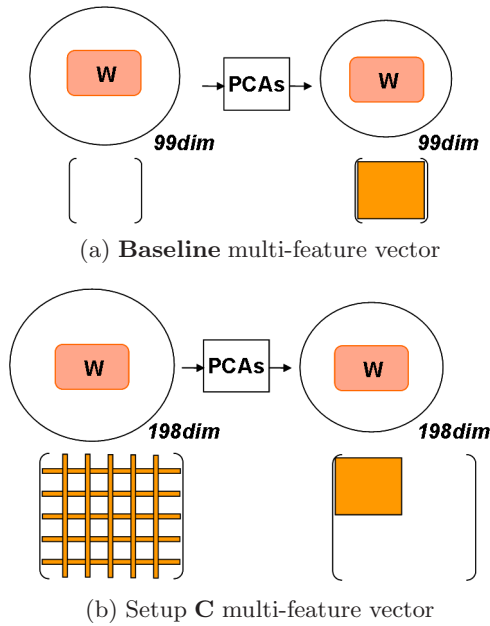 W
PCAs
W
99dim
99dim
(a) Baseline multi-feature vector
W
PCAs
W
198dim
198dim
(b) Setup C multi-feature vector